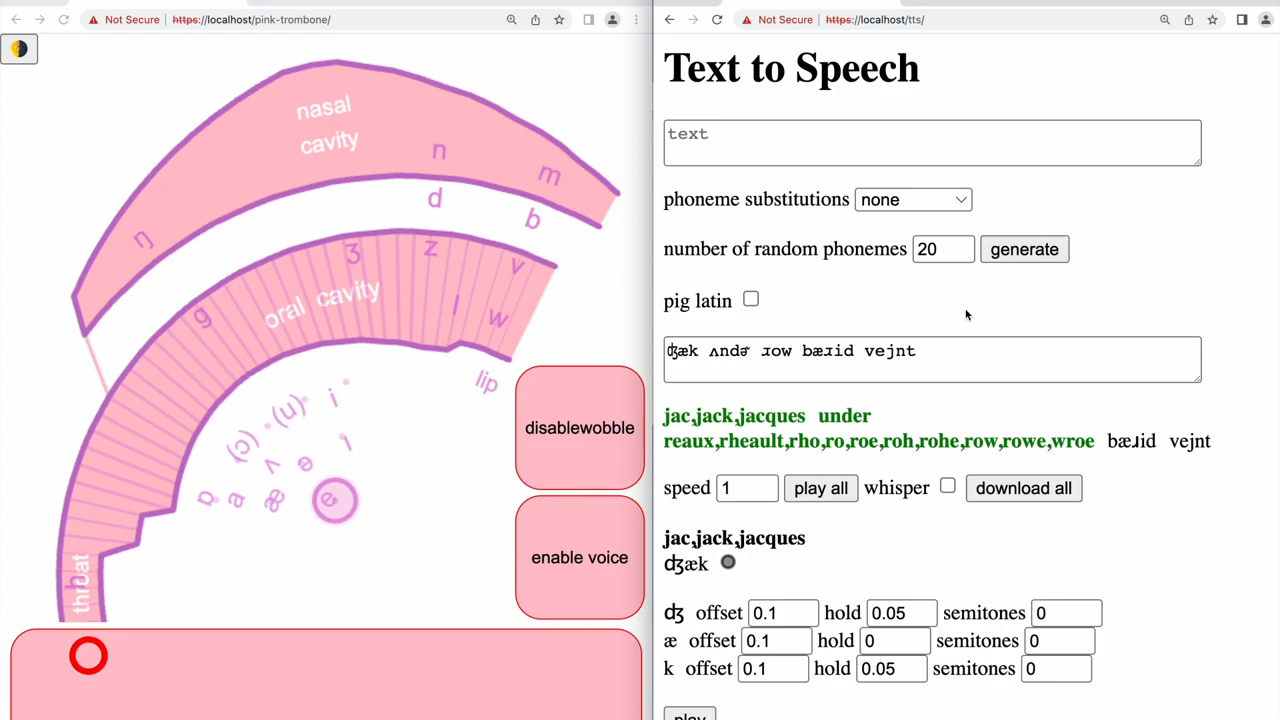 Not Secure https://localhost/pink-trombone/
nasal
cavity
n
m
ŋ
d
b
ʒ
z
v
g
oral cavity
l
w
lip
(u)
i
(ɔ)
ʌ
ə
ɪ
ɒ
ɑ
æ
e
throat
h
disablewobble
enable voice
Not Secure https://localhost/tts/
Text to Speech
text
phoneme substitutions none
number of random phonemes 20 generate
pig latin
ʤæk ʌndɚ ɹow bæɹid vejnt
jac,jack,jacques under
reaux,rheault,rho,ro,roe,roh,rohe,row,rowe,wroe bæɹid vejnt
speed 1 play all whisper download all
jac,jack,jacques
ʤæk
ʤ offset 0.1 hold 0.05 semitones 0
æ offset 0.1 hold 0 semitones 0
k offset 0.1 hold 0.05 semitones 0
play